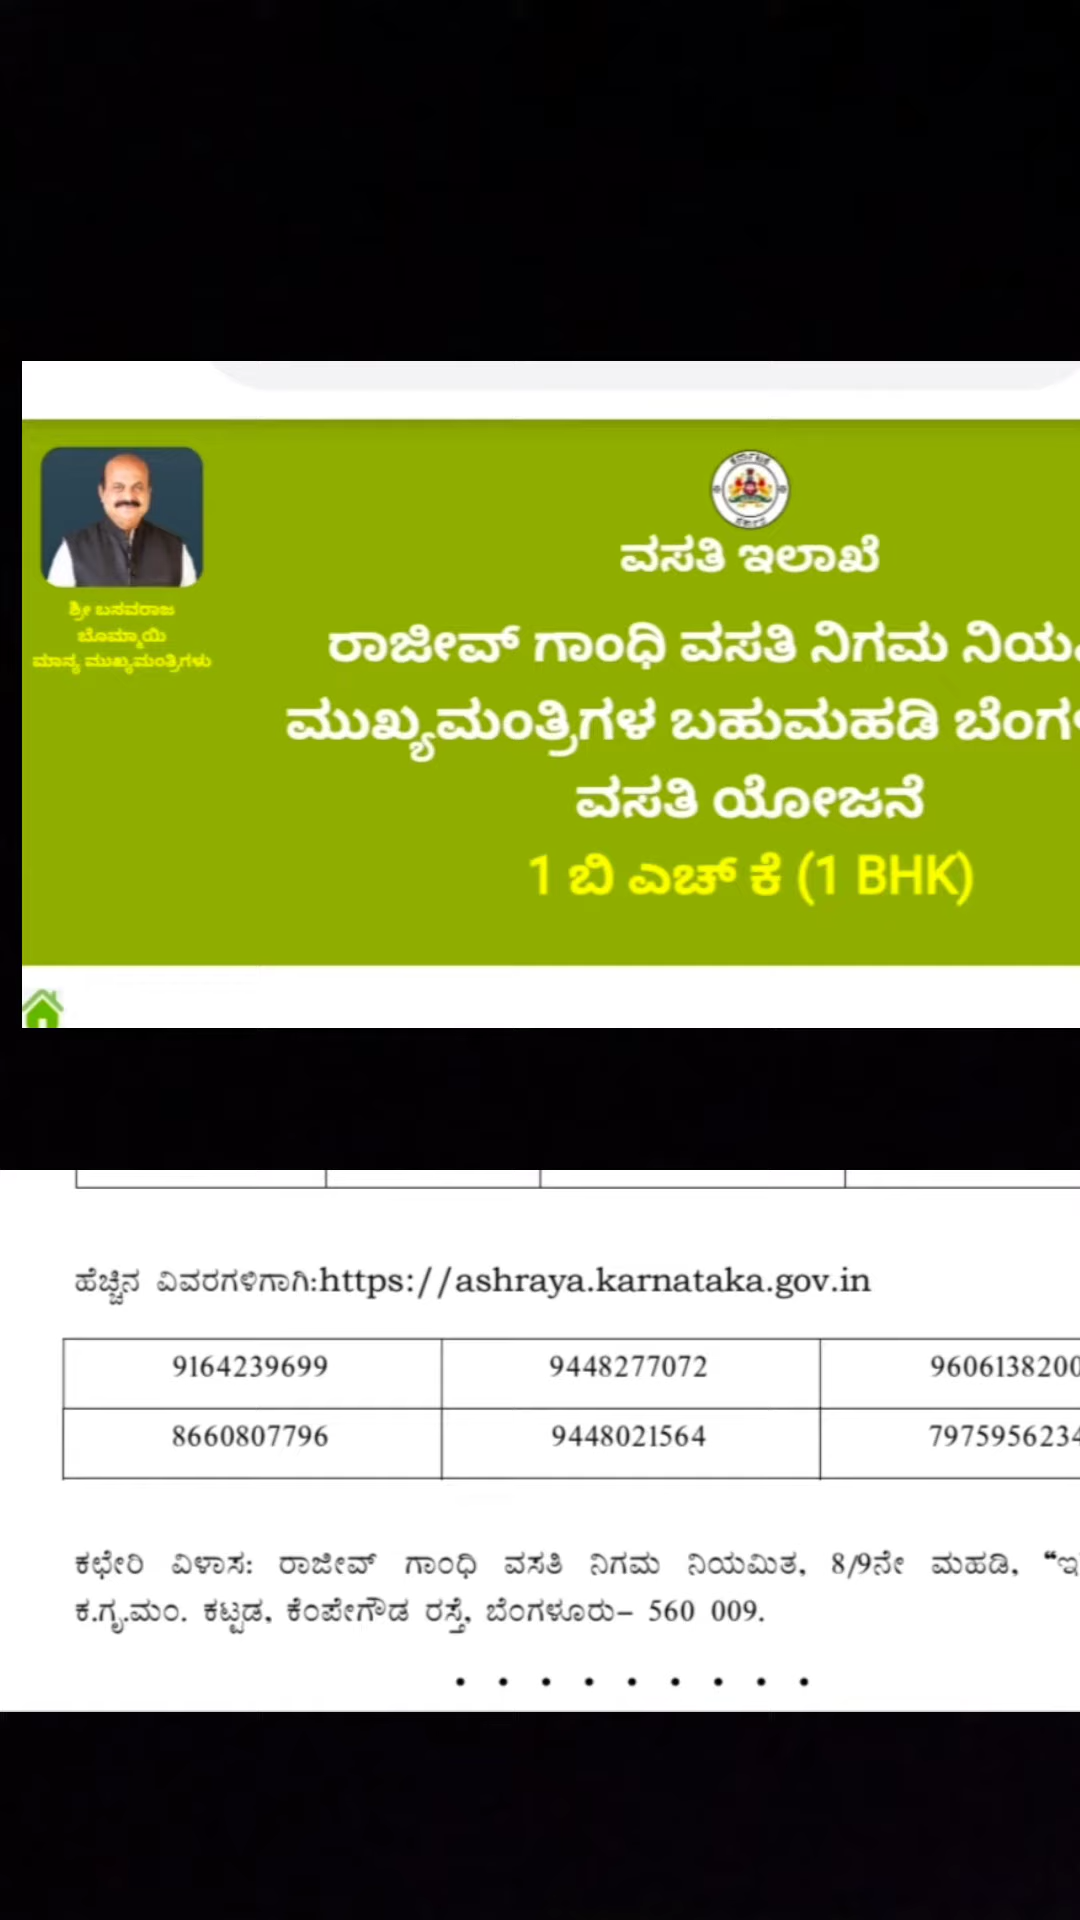 ಶ್ರೀ ಬಸವರಾಜ
ಬೊಮ್ಮಾಯಿ
ಮಾನ್ಯ ಮುಖ್ಯಮಂತ್ರಿಗಳು
ವಸತಿ ಇಲಾಖೆ
ರಾಜೀವ್ ಗಾಂಧಿ ವಸತಿ ನಿಗಮ
ಮುಖ್ಯಮಂತ್ರಿಗಳ ಬಹುಮಹಡಿ
ವಸತಿ ಯೋಜನೆ
1 ಬಿ ಎಚ್ ಕೆ (1 BHK)
ಹೆಚ್ಚಿನ ವಿವರಗಳಿಗಾಗಿ:https://ashraya.karnataka.gov.in
9164239699 9448277072 9606138200
8660807796 9448021564 7975956234
ಕಛೇರಿ ವಿಳಾಸ: ರಾಜೀವ್ ಗಾಂಧಿ ವಸತಿ ನಿಗಮ ನಿಯಮಿತ, 8/9ನೇ ಮಹಡಿ,
ಕ.ಗೃ.ಮಂ. ಕಟ್ಟಡ, ಕೆಂಪೇಗೌಡ ರಸ್ತೆ, ಬೆಂಗಳೂರು– 560 009.